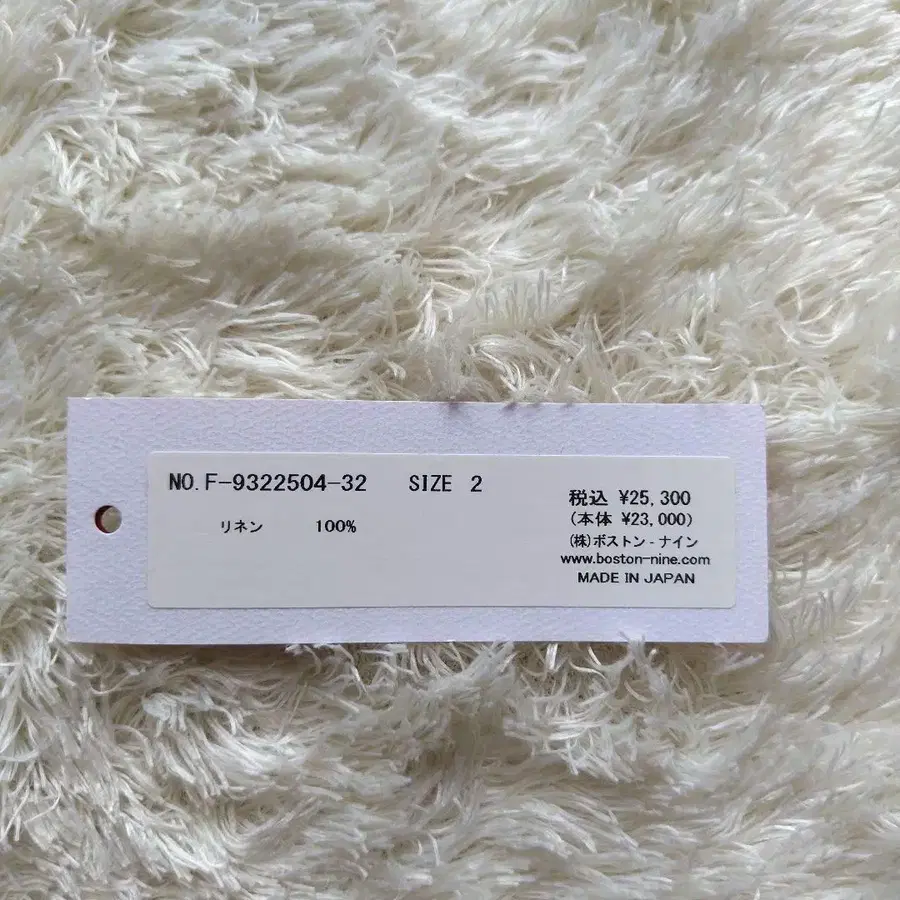 NO.F-9322504-32 SIZE 2
リネン 100%
税込 ¥25,300
(本体 ¥23,000)
(株)ボストン-ナイン
www.boston-nine.com
MADE IN JAPAN